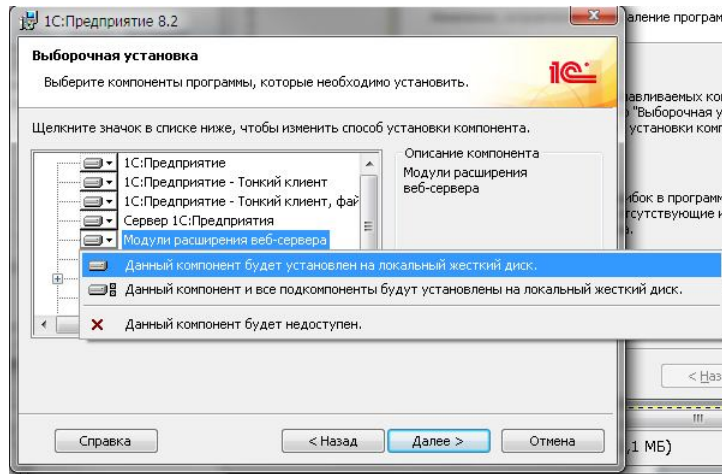 1С:Предприятие 8.2
Выборочная установка
Выберите компоненты программы, которые необходимо установить.
1С
Щелкните значок в списке ниже, чтобы изменить способ установки компонента.
1С:Предприятие
1С:Предприятие - Тонкий клиент
1С:Предприятие - Тонкий клиент, фай
Сервер 1С:Предприятия
Модули расширения веб-сервера
Описание компонента
Модули расширения
веб-сервера
Данный компонент будет установлен на локальный жесткий диск.
Данный компонент и все подкомпоненты будут установлены на локальный жесткий диск.
Данный компонент будет недоступен.
Справка
< Назад
Далее >
Отмена
аление програм
авливаемых ко
"Выборочная у
установки комп
ибок в програм
тсутствующие и
< Наз
,1 МБ)